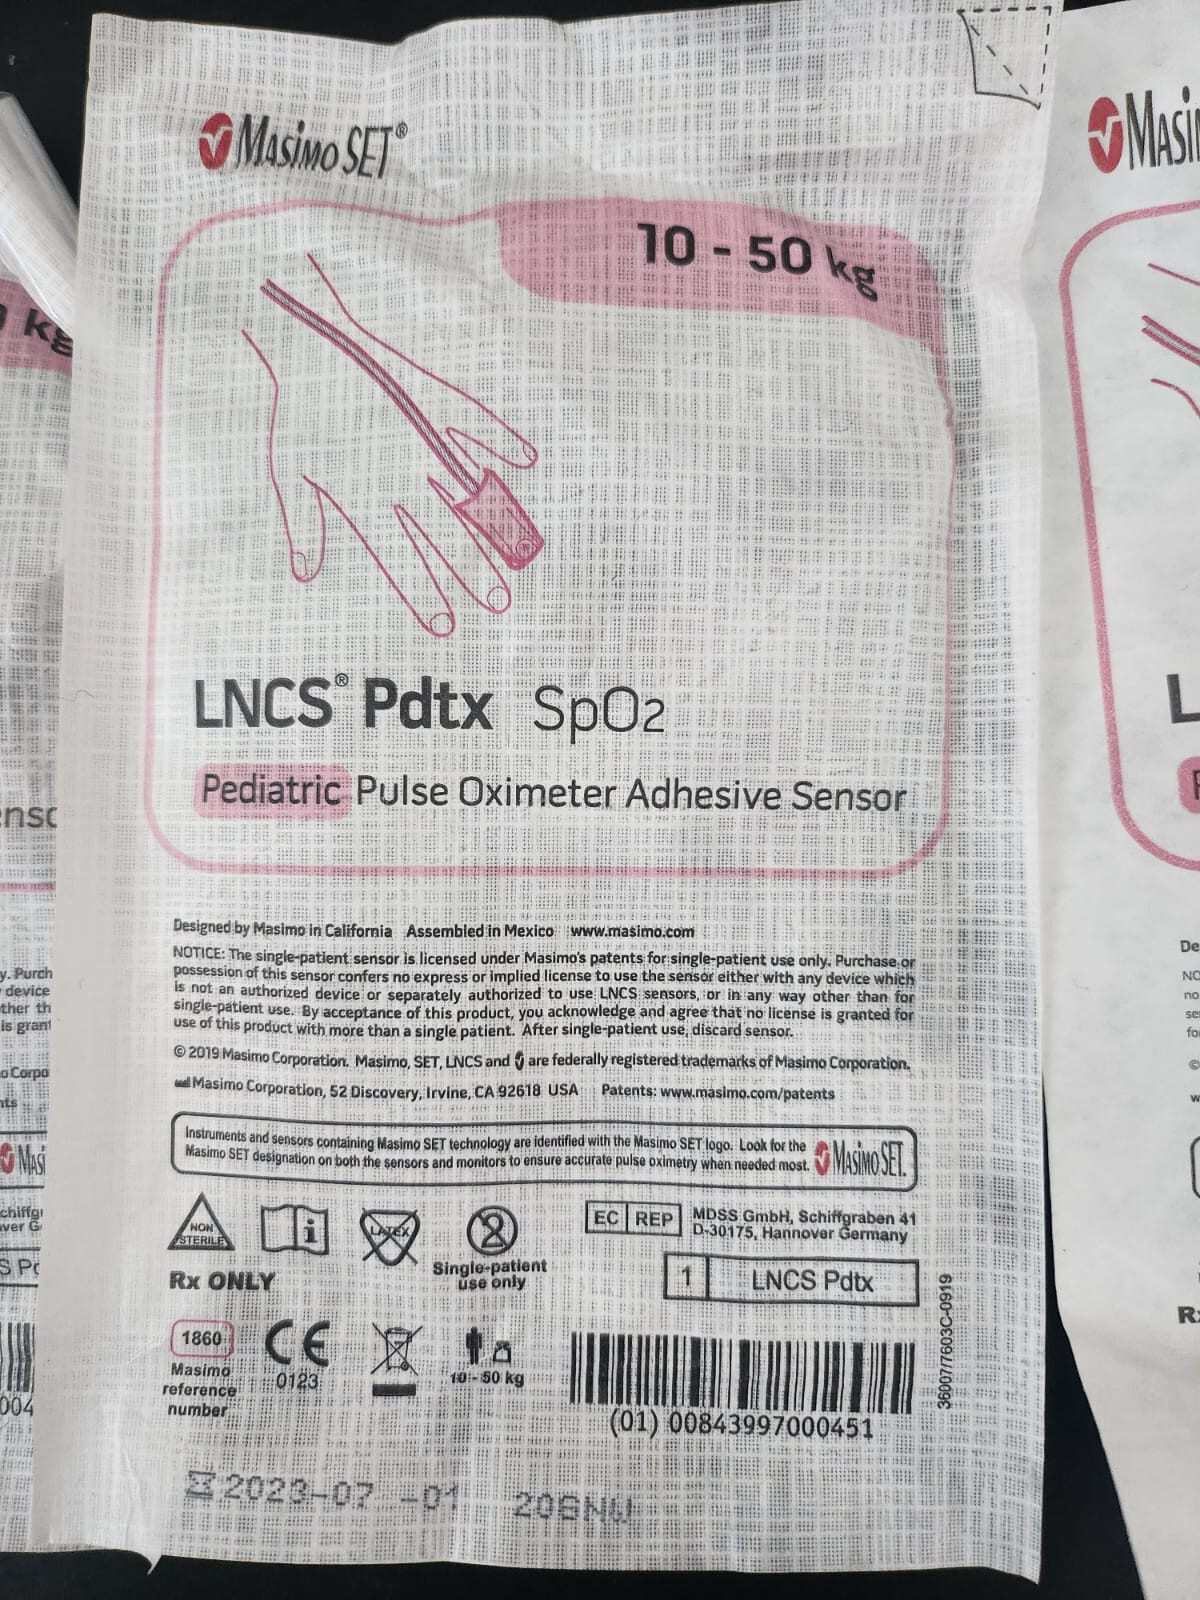 Masimo SET®
10 - 50 kg
LNCS® Pdtx SpO2
Pediatric Pulse Oximeter Adhesive Sensor
Designed by Masimo in California Assembled in Mexico www.masimo.com
NOTICE: The single-patient sensor is licensed under Masimo's patents for single-patient use only. Purchase or
possession of this sensor confers no express or implied license to use the sensor either with any device which
is not an authorized device or separately authorized to use LNCS sensors, or in any way other than for
single-patient use. By acceptance of this product, you acknowledge and agree that no license is granted for
use of this product with more than a single patient. After single-patient use, discard sensor.
© 2019 Masimo Corporation. Masimo, SET, LNCS and are federally registered trademarks of Masimo Corporation.
Masimo Corporation, 52 Discovery, Irvine, CA 92618 USA Patents: www.masimo.com/patents
Instruments and sensors containing Masimo SET technology are identified with the Masimo SET logo. Look for the
Masimo SET designation on both the sensors and monitors to ensure accurate pulse oximetry when needed most.
Masimo SET.
NON
STERILE
LATEX
2
Single-patient
use only
EC REP
MDSS GmbH, Schiffgraben 41
D-30175, Hannover Germany
Rx ONLY
1 LNCS Pdtx
1860
Masimo
reference
number
CE
0123
10 - 50 kg
(01) 00843997000451
36007/7603C-0919
2023-07 -01
kg
y. Purch
device